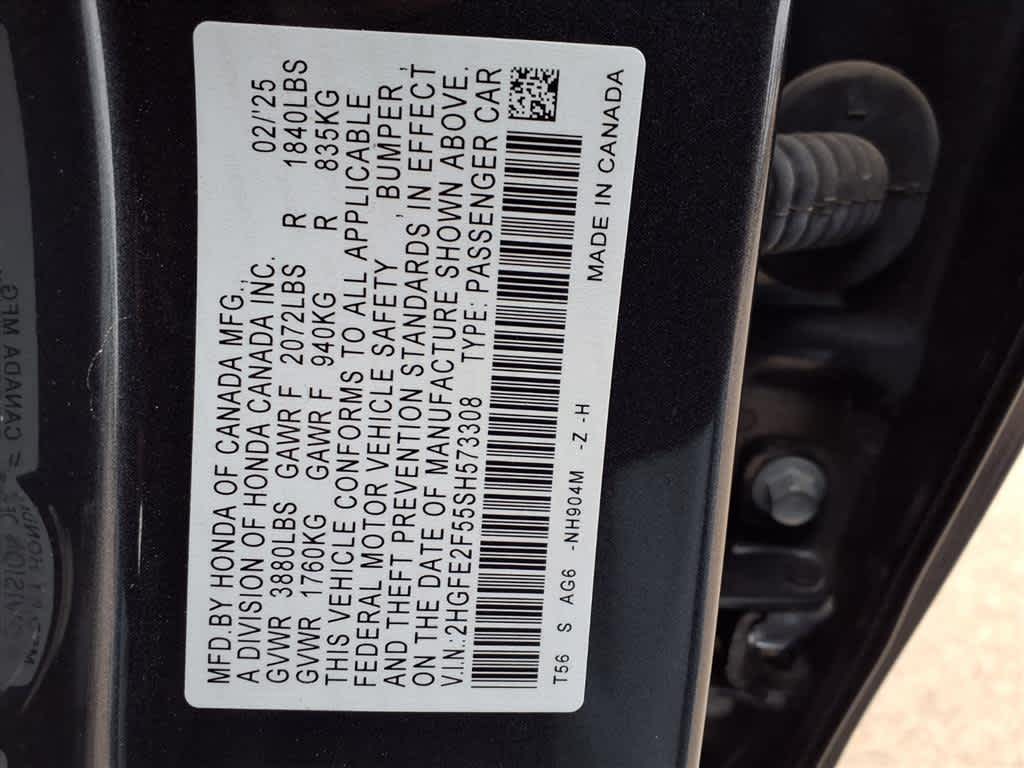 MFD.BY HONDA OF CANADA MFG.,
A DIVISION OF HONDA CANADA INC. 02/'25
GVWR 3880LBS GAWR F 2072LBS R 1840LBS
GVWR 1760KG GAWR F 940KG R 835KG
THIS VEHICLE CONFORMS TO ALL APPLICABLE
FEDERAL MOTOR VEHICLE SAFETY, BUMPER,
AND THEFT PREVENTION STANDARDS IN EFFECT
ON THE DATE OF MANUFACTURE SHOWN ABOVE.
V.I.N.:2HGFE2F55SH573308 TYPE: PASSENGER CAR
T56 S AG6 -NH904M -Z -H
MADE IN CANADA